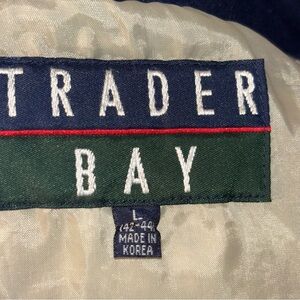 TRADER
BAY
L
(42-44)
MADE IN
KOREA